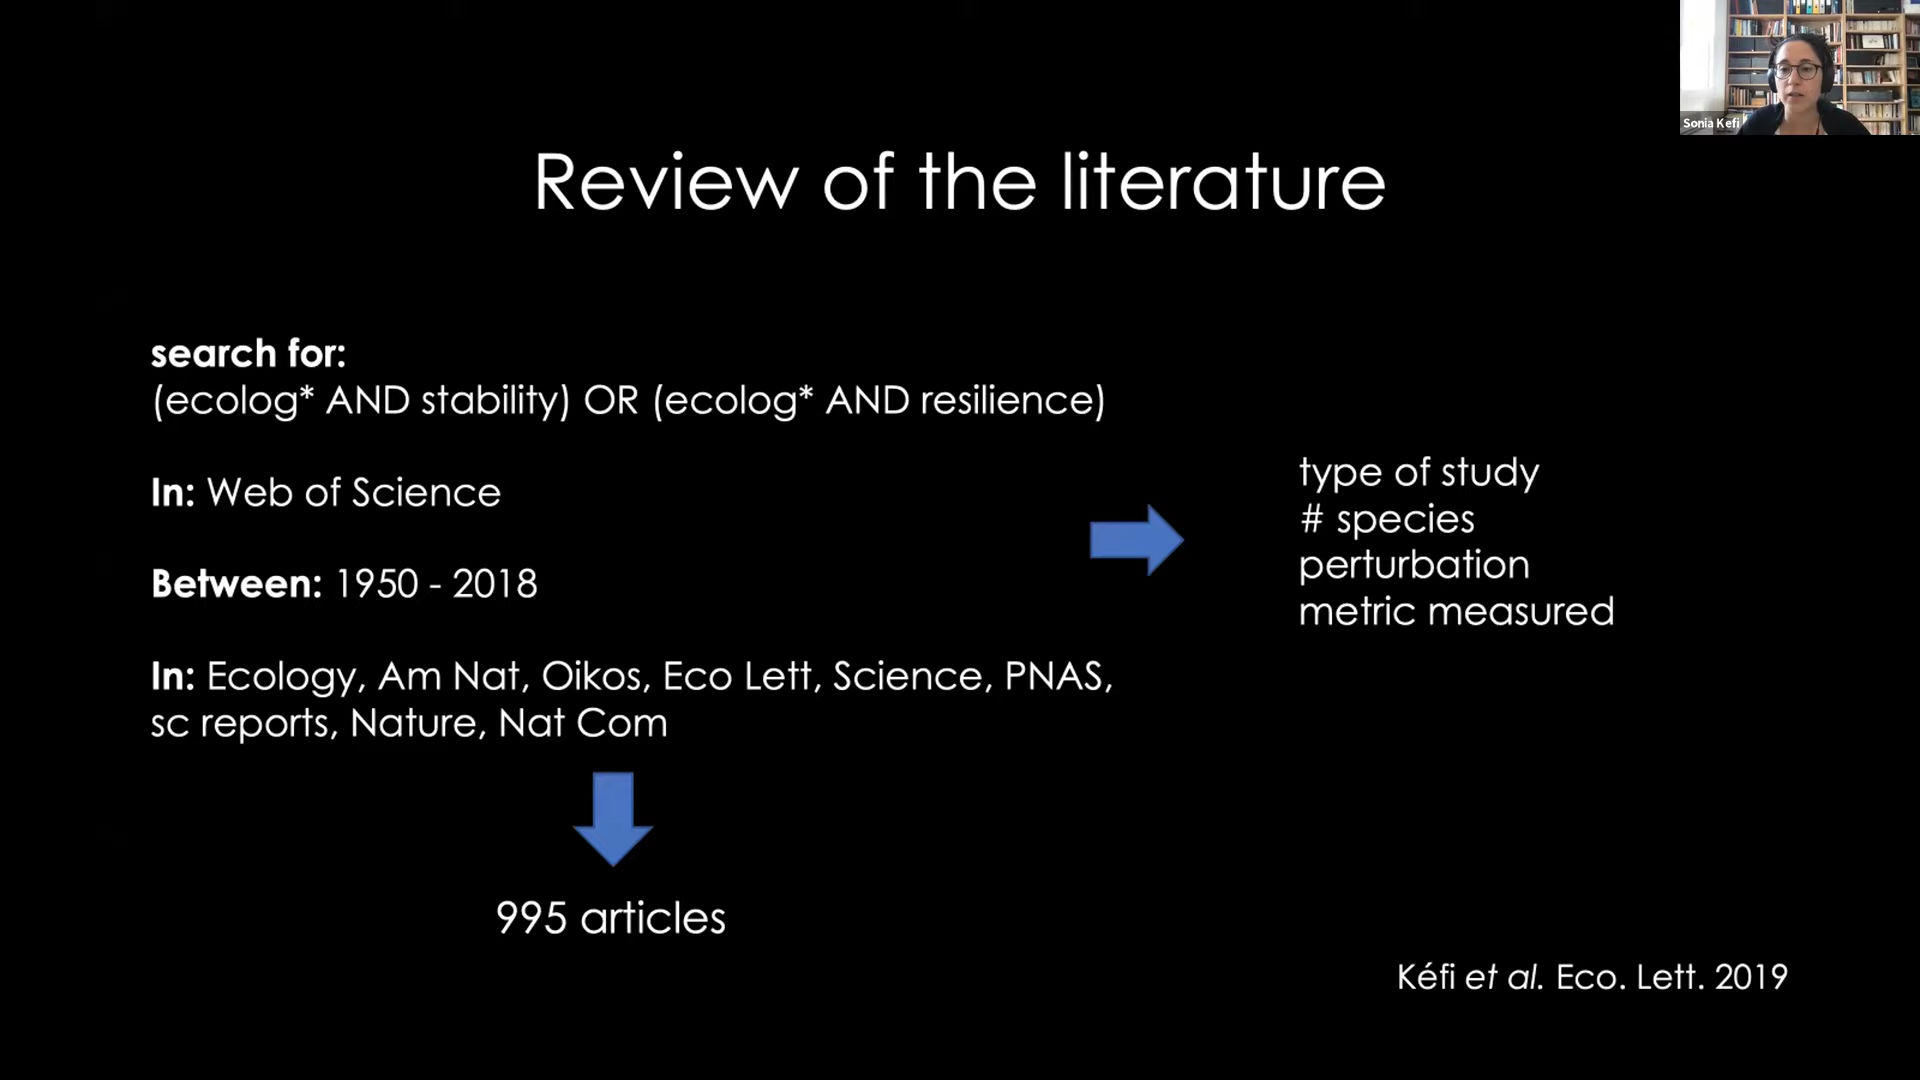 Sonia Kefi
Review of the literature
search for:
(ecolog* AND stability) OR (ecolog* AND resilience)
In: Web of Science
Between: 1950 - 2018
In: Ecology, Am Nat, Oikos, Eco Lett, Science, PNAS,
sc reports, Nature, Nat Com
995 articles
type of study
# species
perturbation
metric measured
Kéfi et al. Eco. Lett. 2019